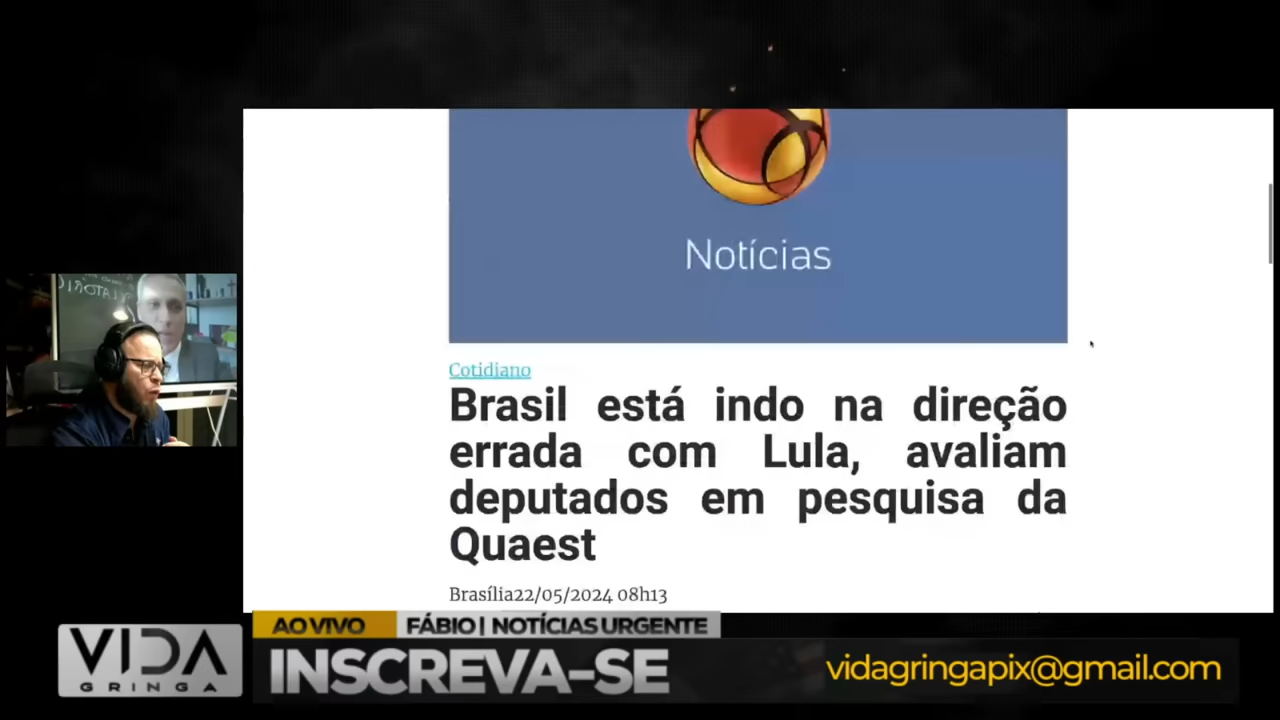 Notícias
Cotidiano
Brasil está indo na direção
errada com Lula, avaliam
deputados em pesquisa da
Quaest
Brasília22/05/2024 08h13
AO VIVO
FÁBIO | NOTÍCIAS URGENTE
VIDA
GRINGA
INSCREVA-SE
vidagringapix@gmail.com